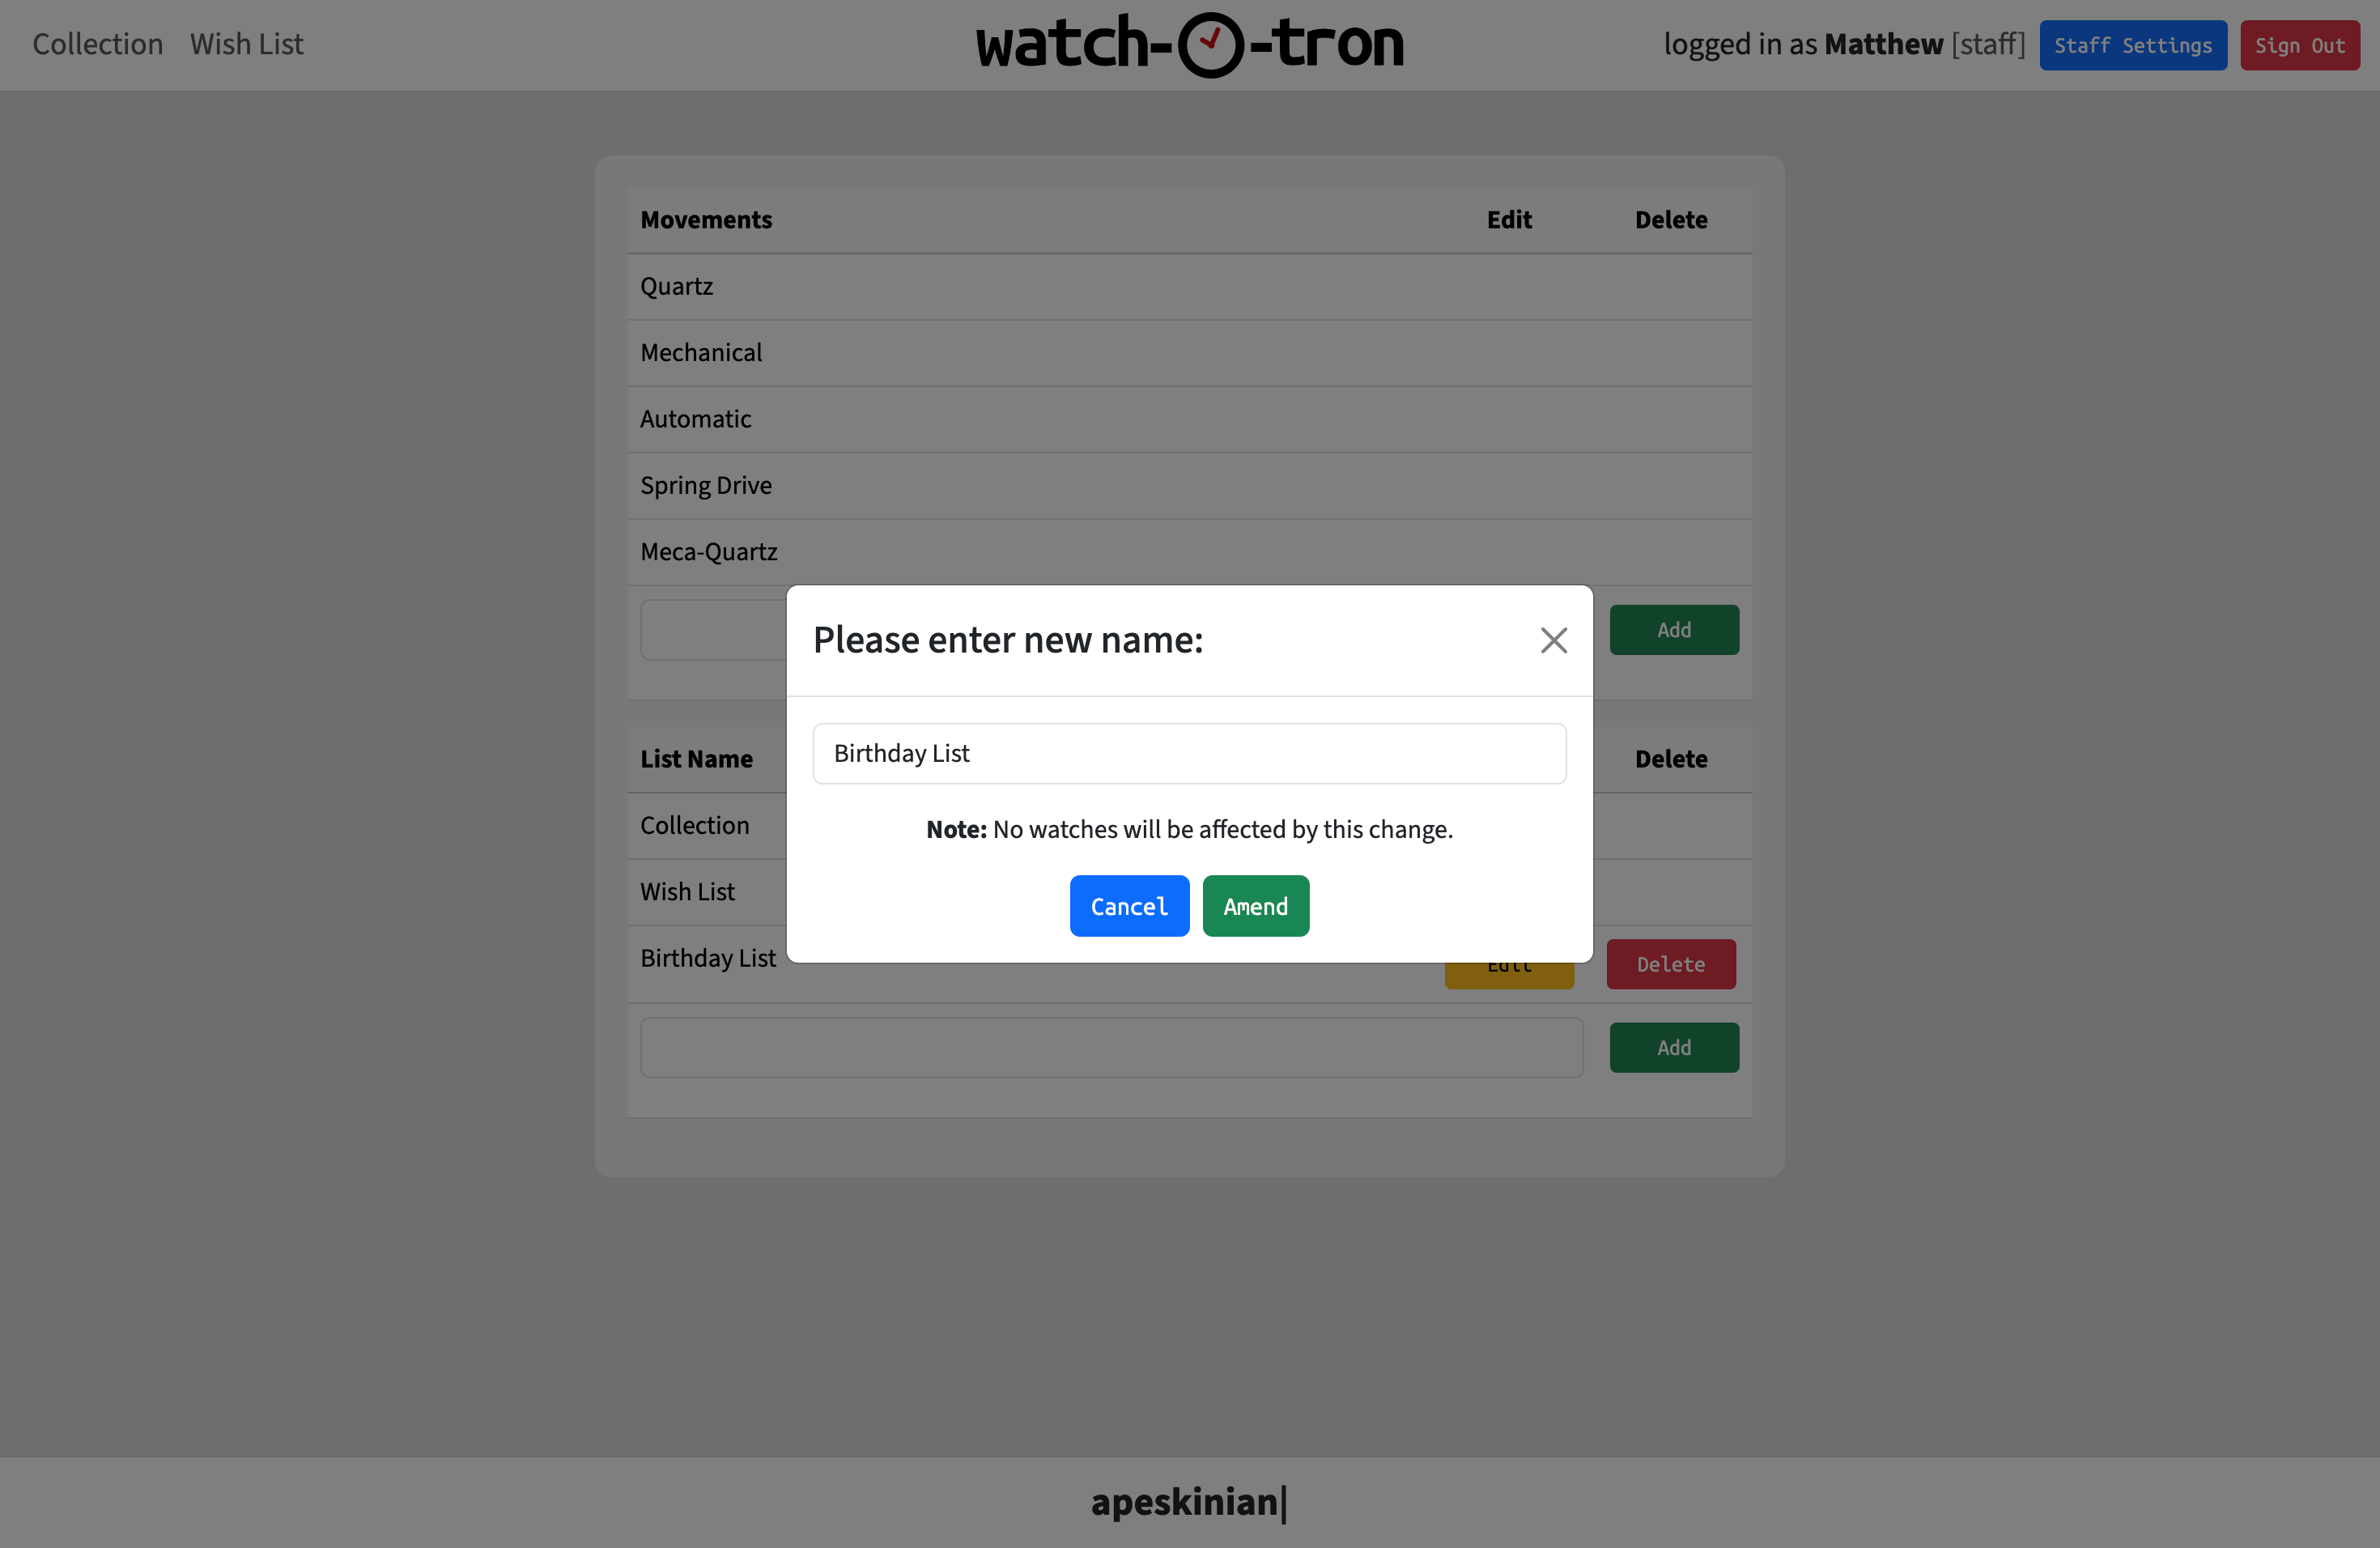 Collection Wish List
watch-O-tron
logged in as Matthew [staff] Staff Settings Sign Out
Movements Edit Delete
Quartz
Mechanical
Automatic
Spring Drive
Meca-Quartz
Add
Please enter new name:
Birthday List
Note: No watches will be affected by this change.
Cancel Amend
List Name Delete
Collection
Wish List
Birthday List Edit Delete
Add
apeskinian|